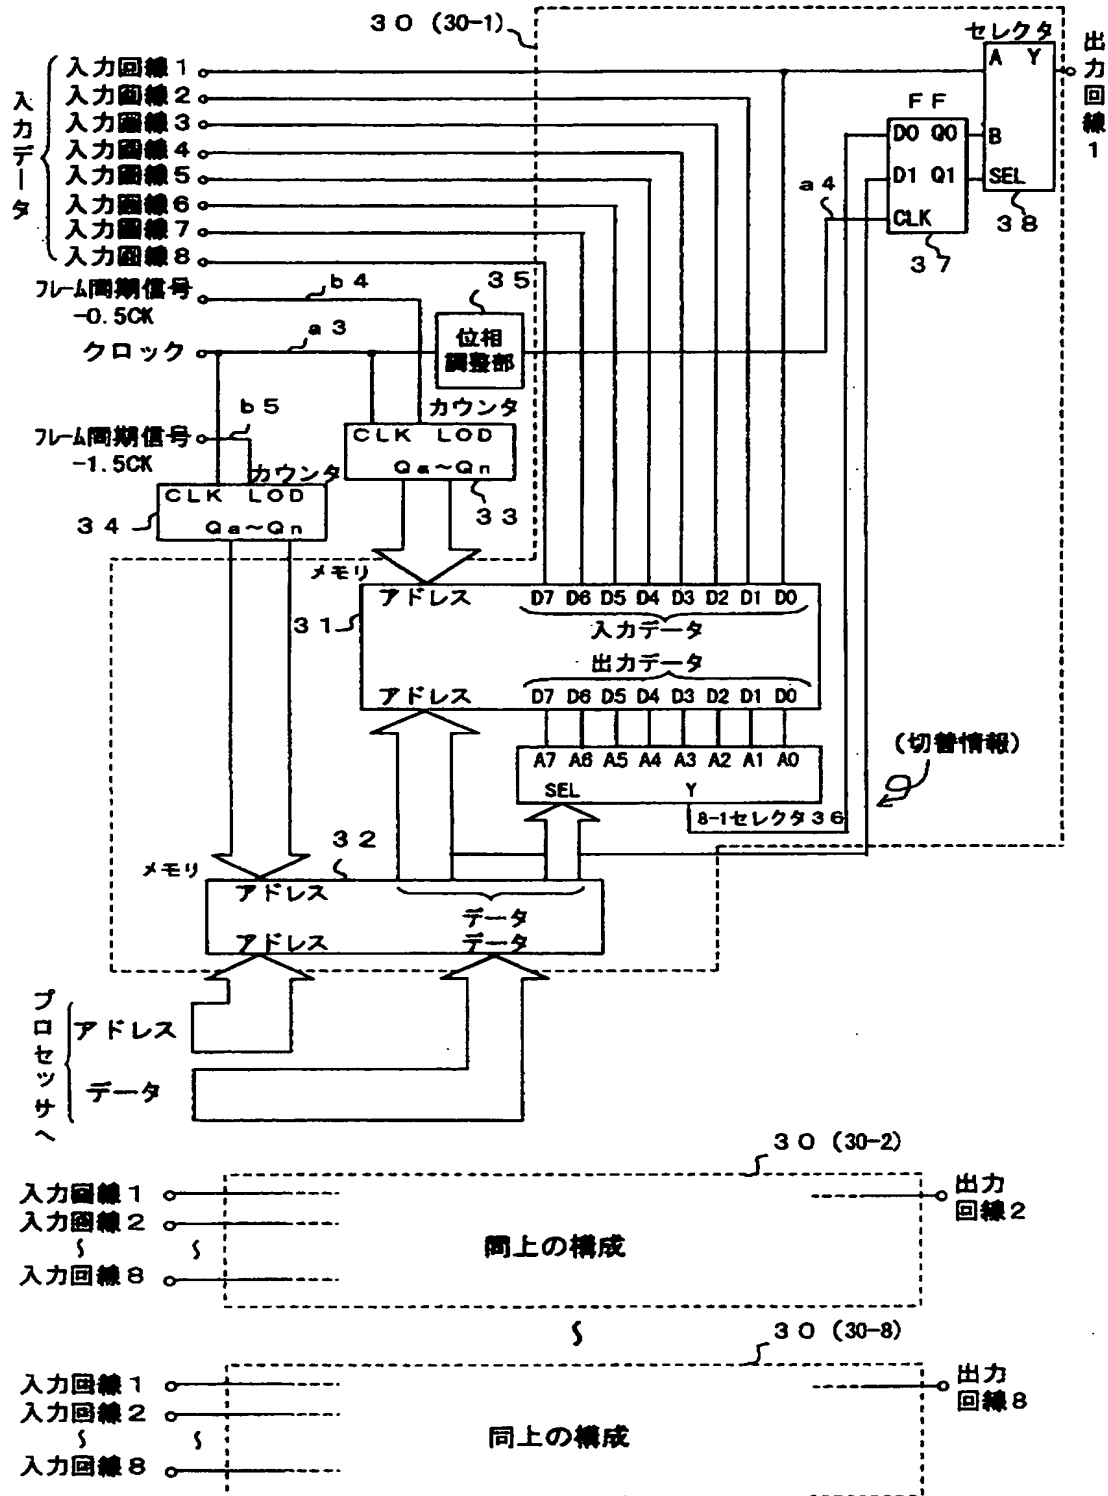 ３０ (30-1)
セレクタ
A Y
出力回線１
入力データ
入力回線１
入力回線２
入力回線３
入力回線４
入力回線５
入力回線６
入力回線７
入力回線８
ＦＦ
D0 Q0
B
D1 Q1
SEL
ａ４
CLK
３８
３７
フレーム同期信号
-0.5CK
ｂ４
３５
クロック
ａ３
位相
調整部
ｂ５
カウンタ
フレーム同期信号
-1.5CK
CLK LOD
Qa～Qn
３３
カウンタ
CLK LOD
Qa～Qn
３４
メモリ
アドレス
D7 D6 D5 D4 D3 D2 D1 D0
３１
入力データ
出力データ
アドレス
D7 D6 D5 D4 D3 D2 D1 D0
(切替情報)
A7 A6 A5 A4 A3 A2 A1 A0
SEL Y
8-1セレクタ３６
３２
メモリ
アドレス
データ
アドレス
データ
プロセッサへ
アドレス
データ
３０ (30-2)
入力回線１
入力回線２
入力回線８
同上の構成
出力
回線２
３０ (30-8)
入力回線１
入力回線２
入力回線８
同上の構成
出力
回線８